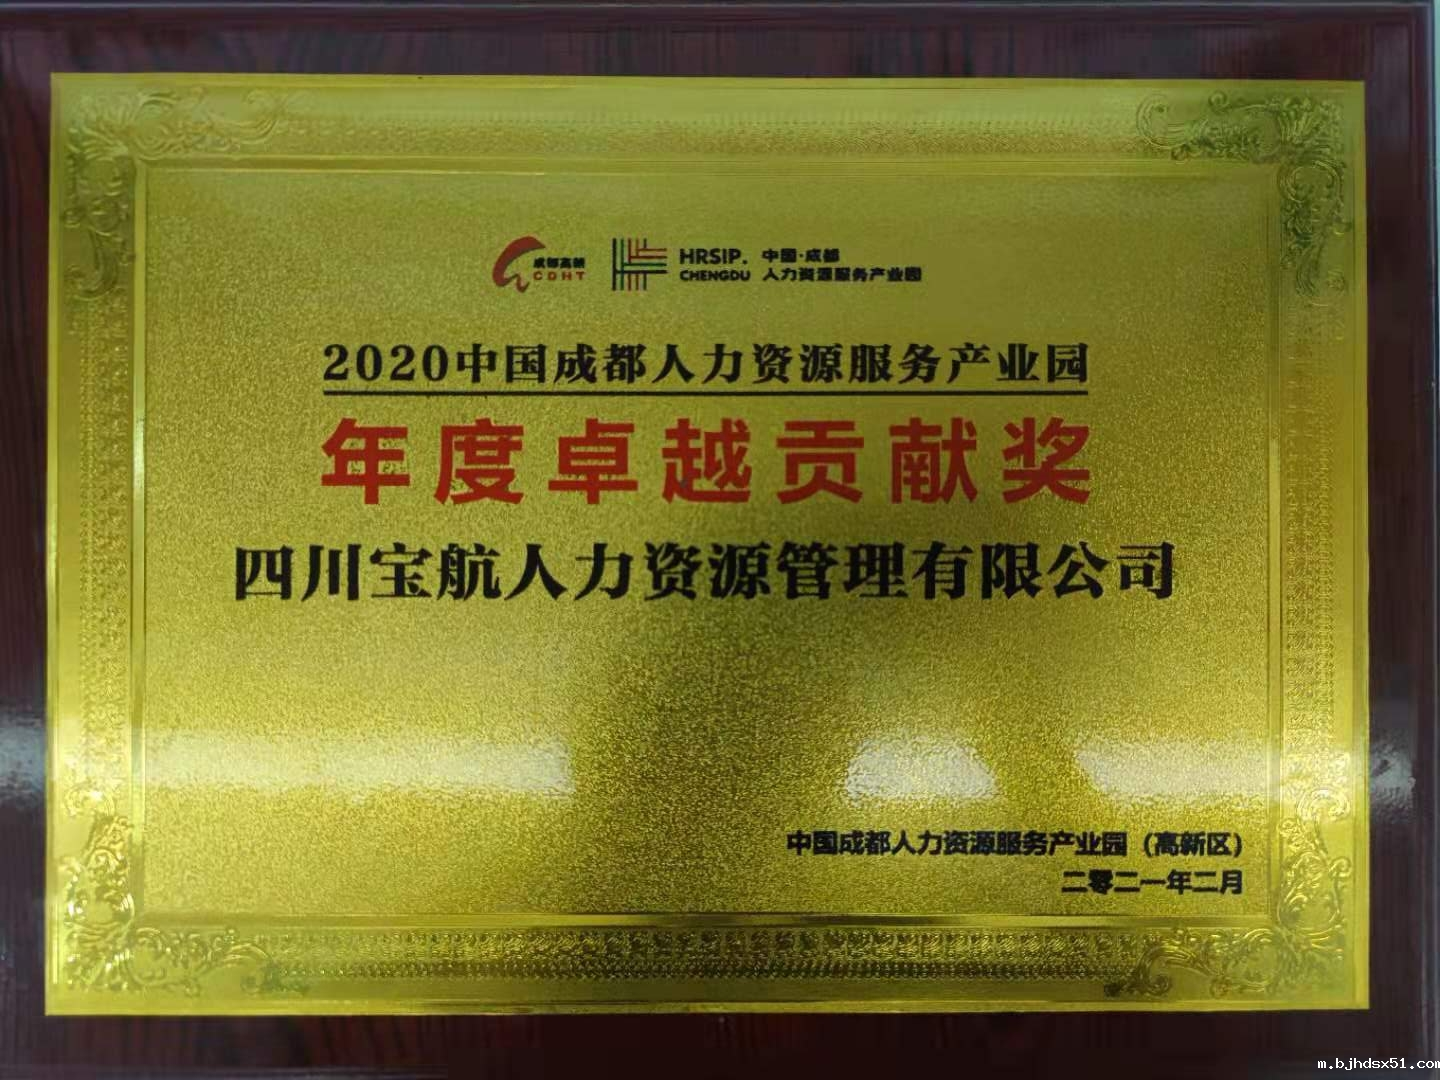 成都高新
CDHT
HRSIP. 中国·成都
CHENGDU 人力资源服务产业园
2020中国成都人力资源服务产业园
年度卓越贡献奖
四川宝航人力资源管理有限公司
中国成都人力资源服务产业园（高新区）
二零二一年二月
m.bjhdsx51.com